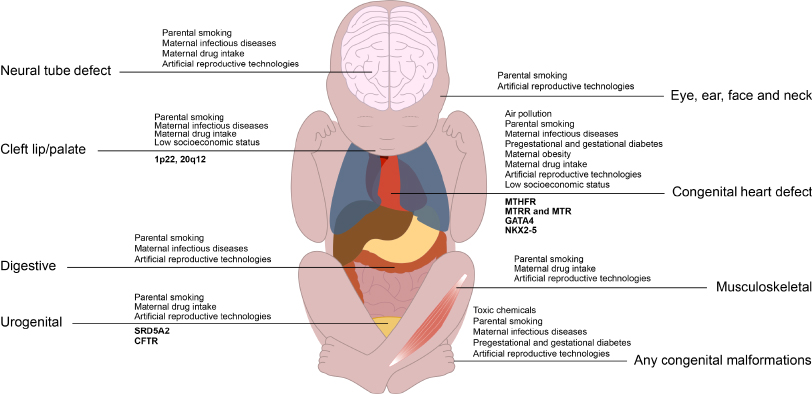 Parental smoking
Maternal infectious diseases
Maternal drug intake
Artificial reproductive technologies
Neural tube defect
Parental smoking
Artificial reproductive technologies
Eye, ear, face and neck
Parental smoking
Maternal infectious diseases
Maternal drug intake
Low socioeconomic status
Cleft lip/palate
1p22, 20q12
Air pollution
Parental smoking
Maternal infectious diseases
Pregestational and gestational diabetes
Maternal obesity
Maternal drug intake
Artificial reproductive technologies
Low socioeconomic status
Congenital heart defect
MTHFR
MTRR and MTR
GATA4
NKX2-5
Parental smoking
Maternal infectious diseases
Artificial reproductive technologies
Digestive
Parental smoking
Maternal drug intake
Artificial reproductive technologies
Musculoskeletal
Parental smoking
Maternal drug intake
Artificial reproductive technologies
Urogenital
SRD5A2
CFTR
Toxic chemicals
Parental smoking
Maternal infectious diseases
Pregestational and gestational diabetes
Artificial reproductive technologies
Any congenital malformations